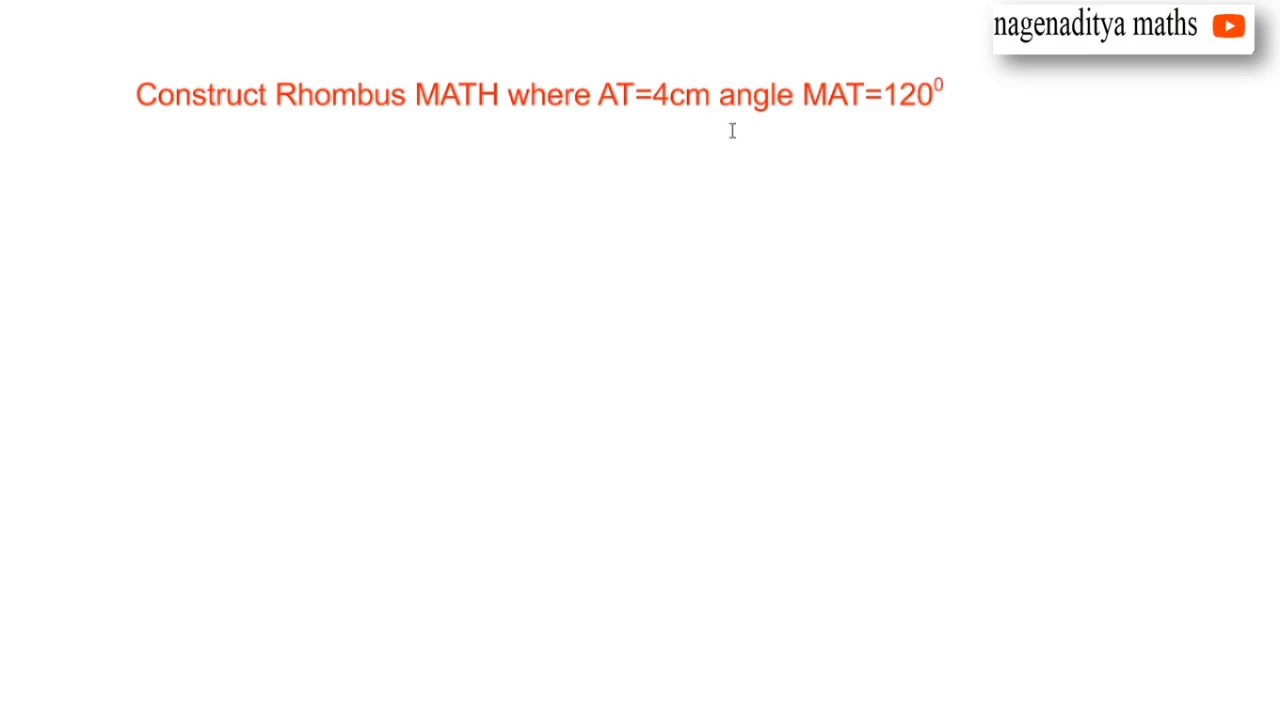 nagenaditya maths
Construct Rhombus MATH where AT=4cm angle MAT=120⁰